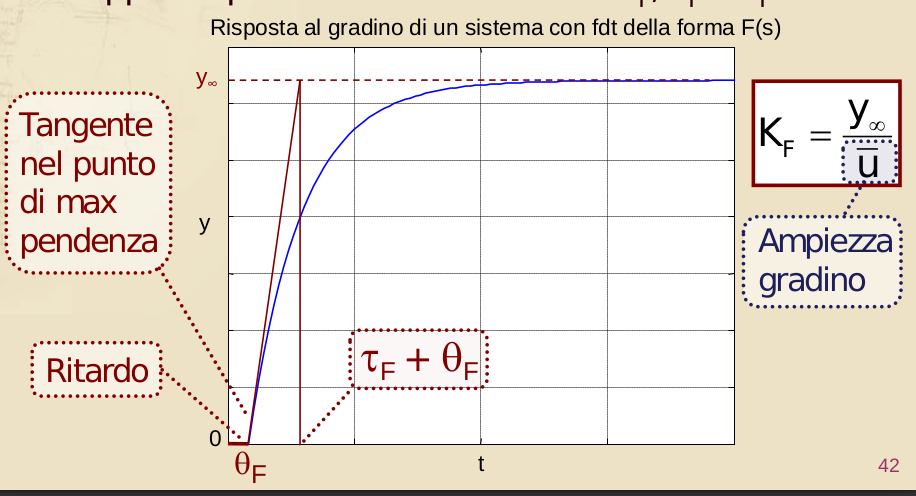 Risposta al gradino di un sistema con fdt della forma F(s)
y∞
Tangente
nel punto
di max
pendenza
y
K_F = y∞ / u̅
Ampiezza
gradino
Ritardo
τ_F + θ_F
0
θ_F
t
42